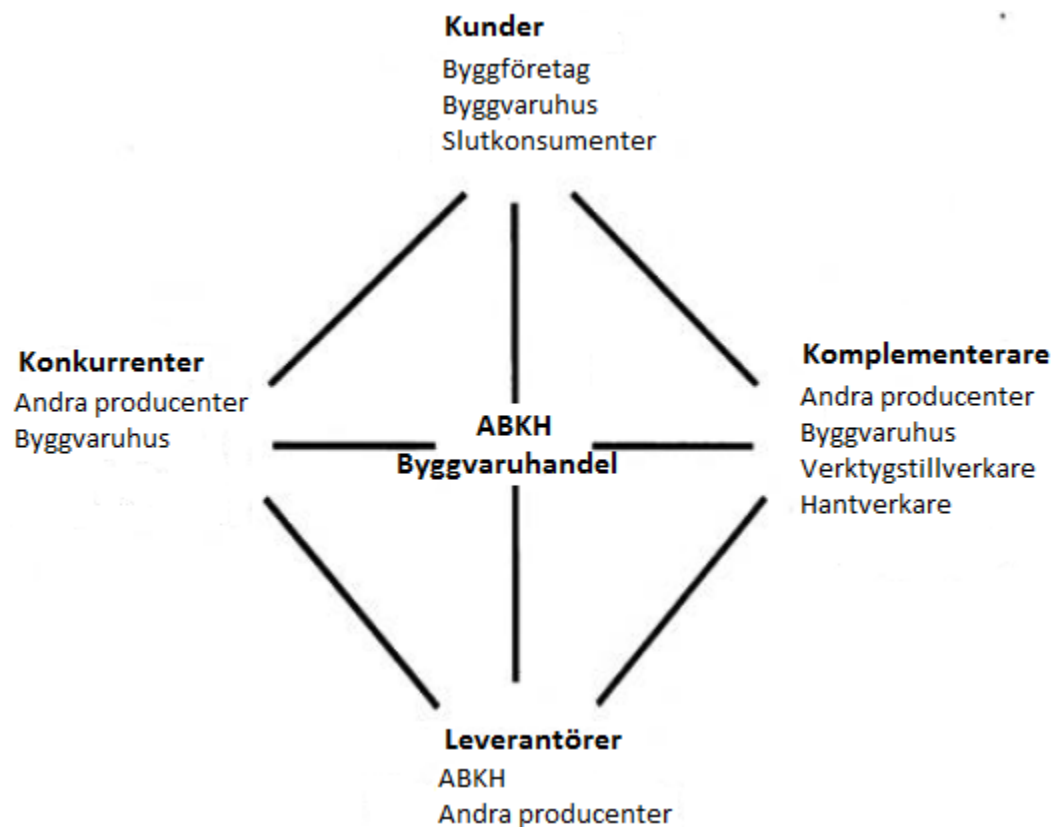 Kunder
Byggföretag
Byggvaruhus
Slutkonsumenter
Konkurrenter
Andra producenter
Byggvaruhus
ABKH
Byggvaruhandel
Komplementerare
Andra producenter
Byggvaruhus
Verktygstillverkare
Hantverkare
Leverantörer
ABKH
Andra producenter